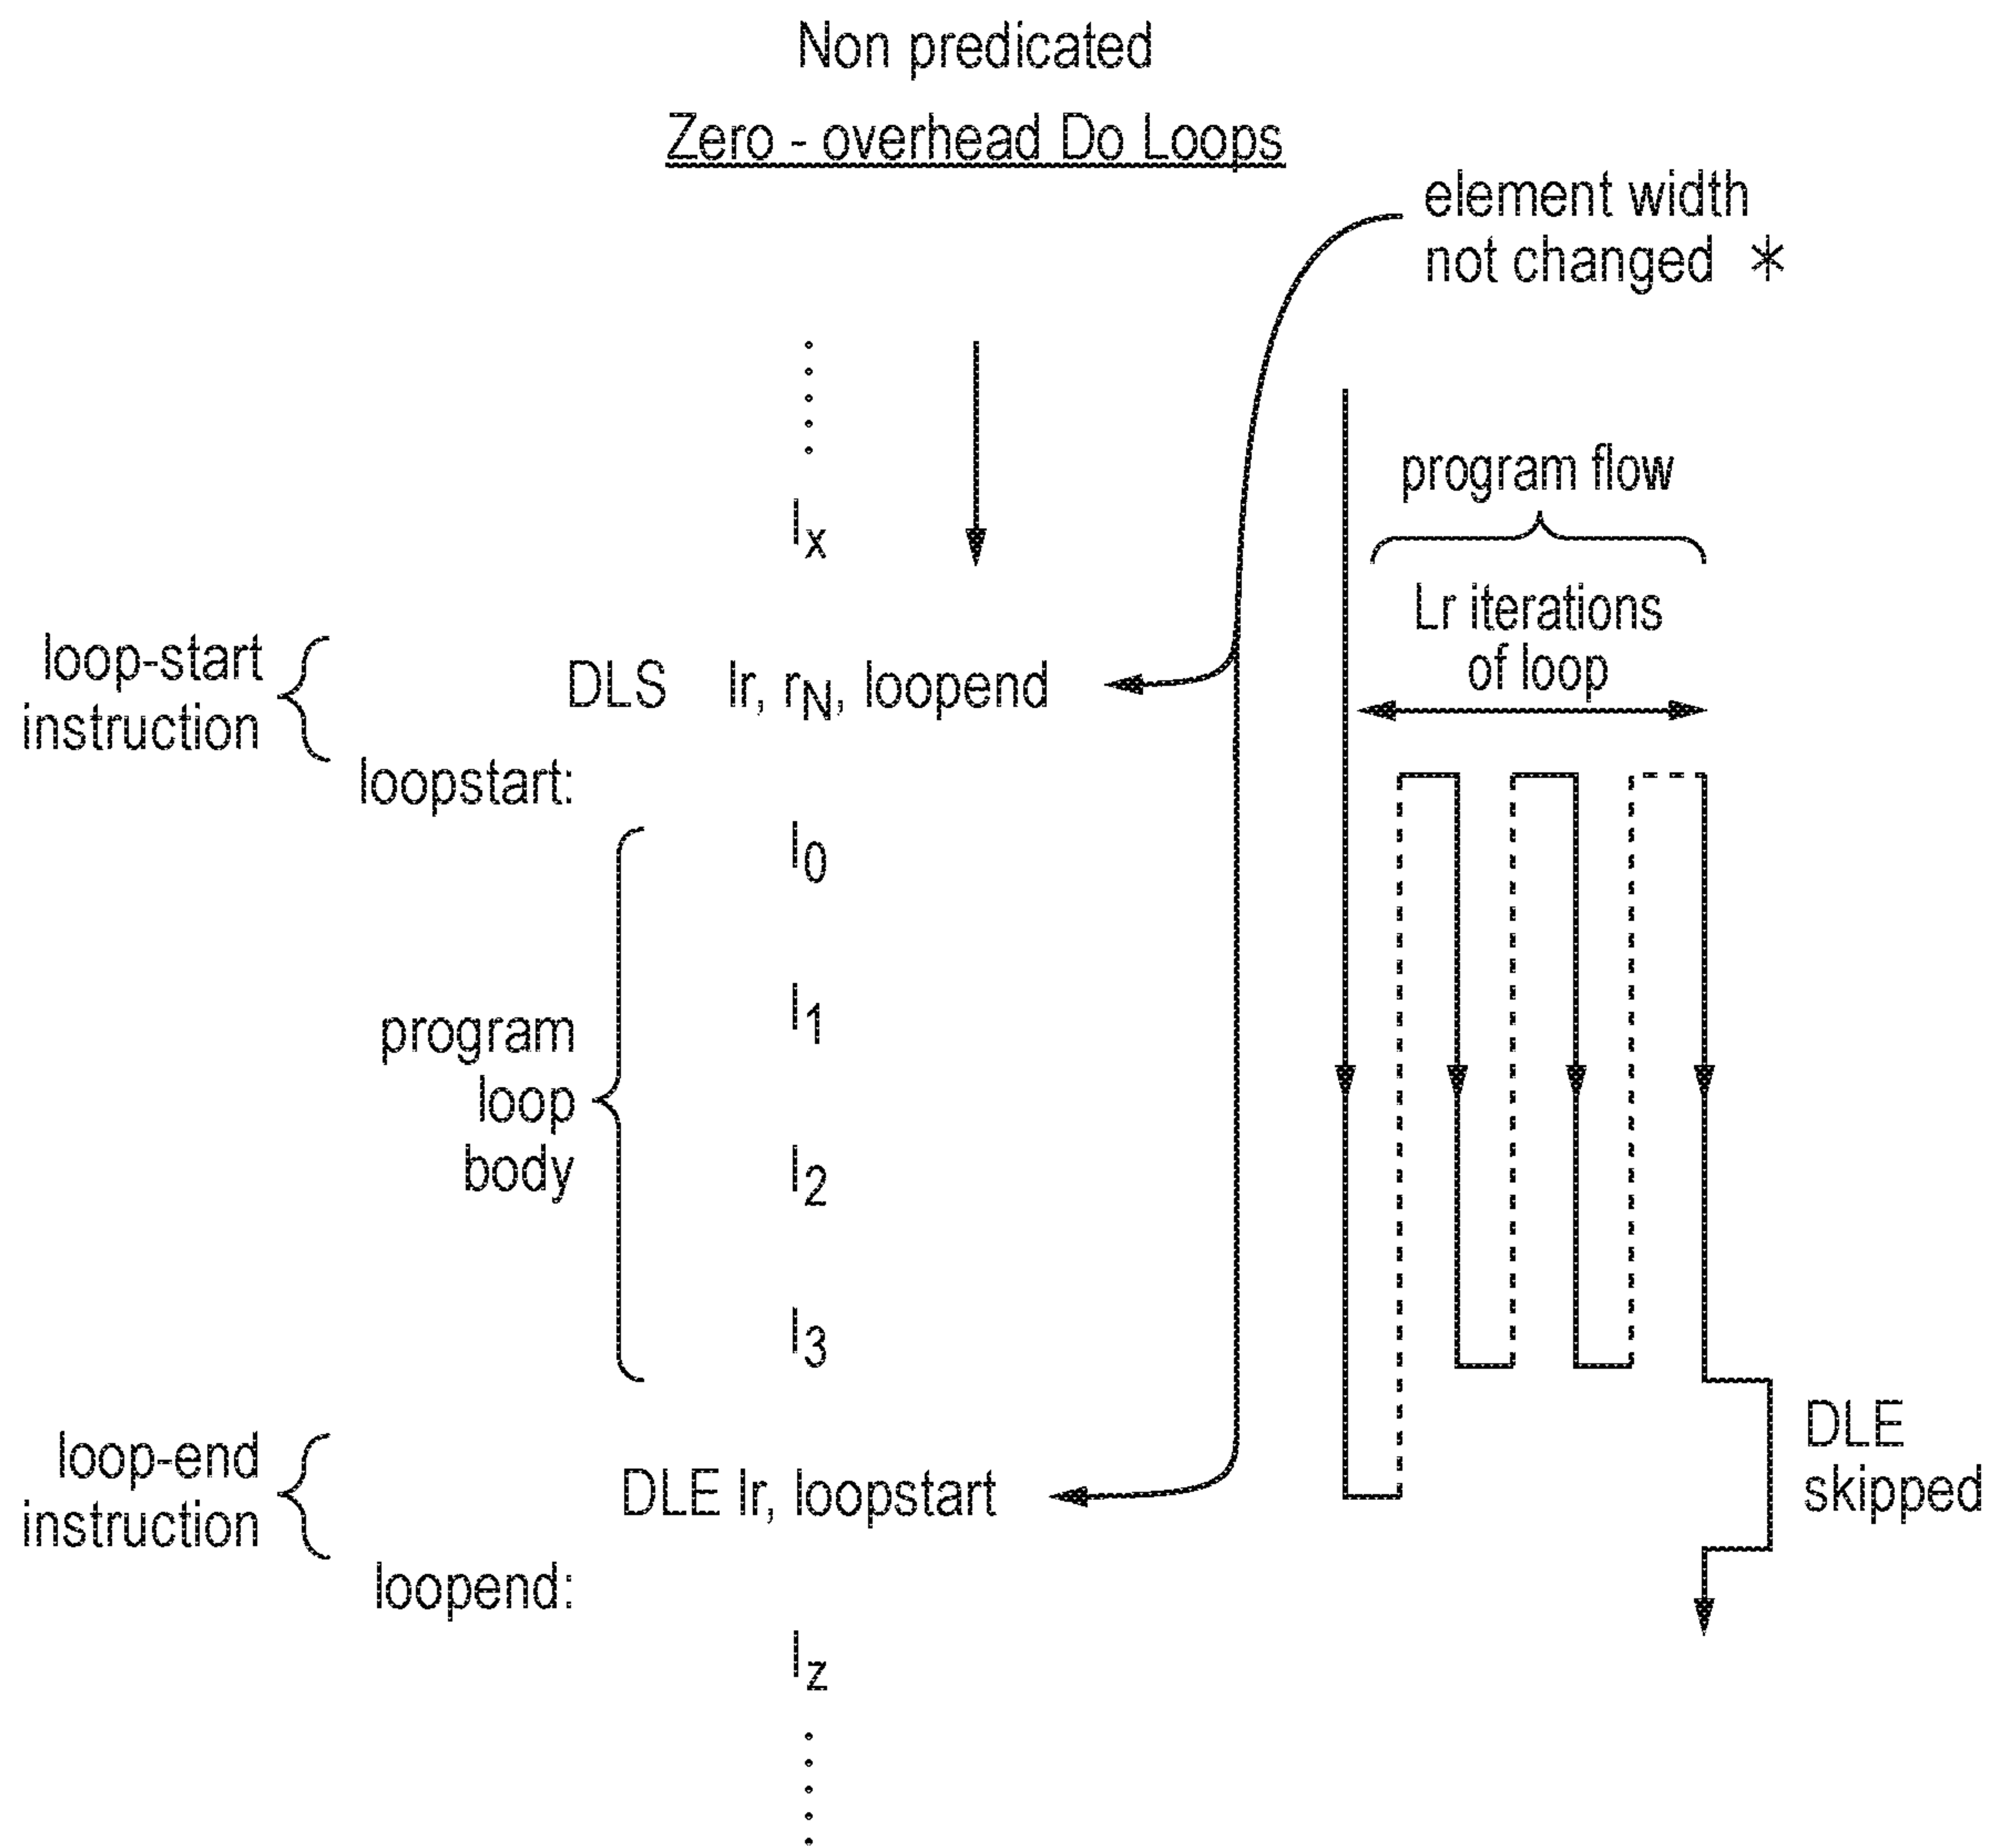 Non predicated
Zero - overhead Do Loops
element width
not changed *
Ix
program flow
Lr iterations
of loop
loop-start
instruction
DLS lr, rN, loopend
loopstart:
I0
I1
program
loop
body
I2
I3
loop-end
instruction
DLE lr, loopstart
DLE
skipped
loopend:
Iz